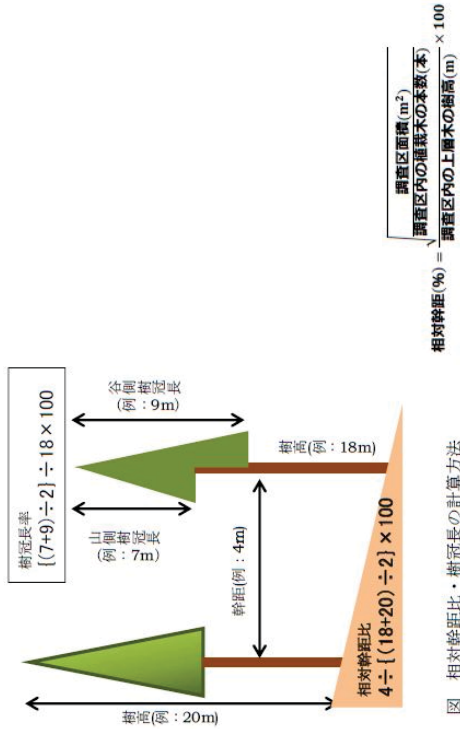 樹冠長率
{(7+9)÷2}÷18×100
谷側樹冠長
(例：9m)
山側樹冠長
(例：7m)
樹高(例：18m)
幹距(例：4m)
樹高(例：20m)
相対幹距比
4÷{(18+20)÷2}×100
相対幹距(%) = √調査区面積(m²)
調査区内の植栽木の本数(本)
調査区内の上層木の樹高(m) ×100
図　相対幹距比・樹冠長の計算方法